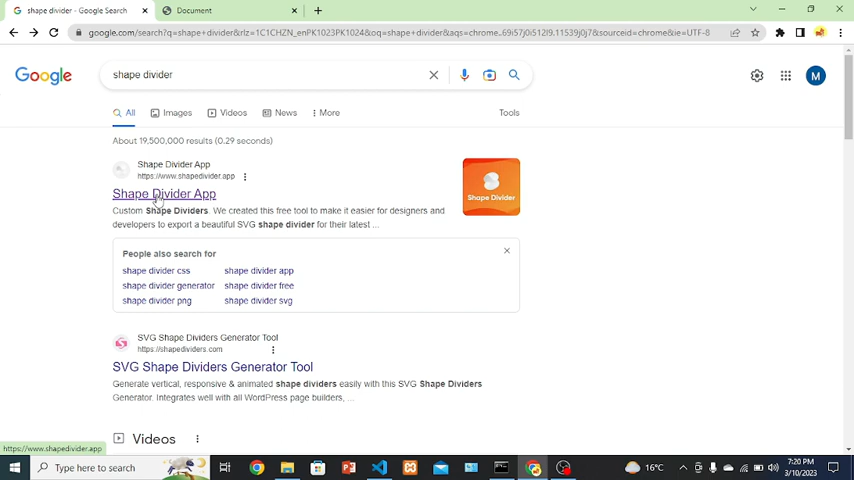 shape divider - Google Search
Document
google.com/search?q=shape+divider&rlz=1C1CHZN_enPK1023PK1024&oq=shape+divider&aqs=chrome..69i57j0i512l9.11539j0j7&sourceid=chrome&ie=UTF-8
Google
shape divider
M
All
Images
Videos
News
More
Tools
About 19,500,000 results (0.29 seconds)
Shape Divider App
https://www.shapedivider.app
Shape Divider App
Custom Shape Dividers. We created this free tool to make it easier for designers and
developers to export a beautiful SVG shape divider for their latest ...
Shape Divider
People also search for
shape divider css
shape divider app
shape divider generator
shape divider free
shape divider png
shape divider svg
SVG Shape Dividers Generator Tool
https://shapedividers.com
SVG Shape Dividers Generator Tool
Generate vertical, responsive & animated shape dividers easily with this SVG Shape Dividers
Generator. Integrates well with all WordPress page builders, ...
Videos
https://www.shapedivider.app
Type here to search
16°C
7:20 PM
3/10/2023